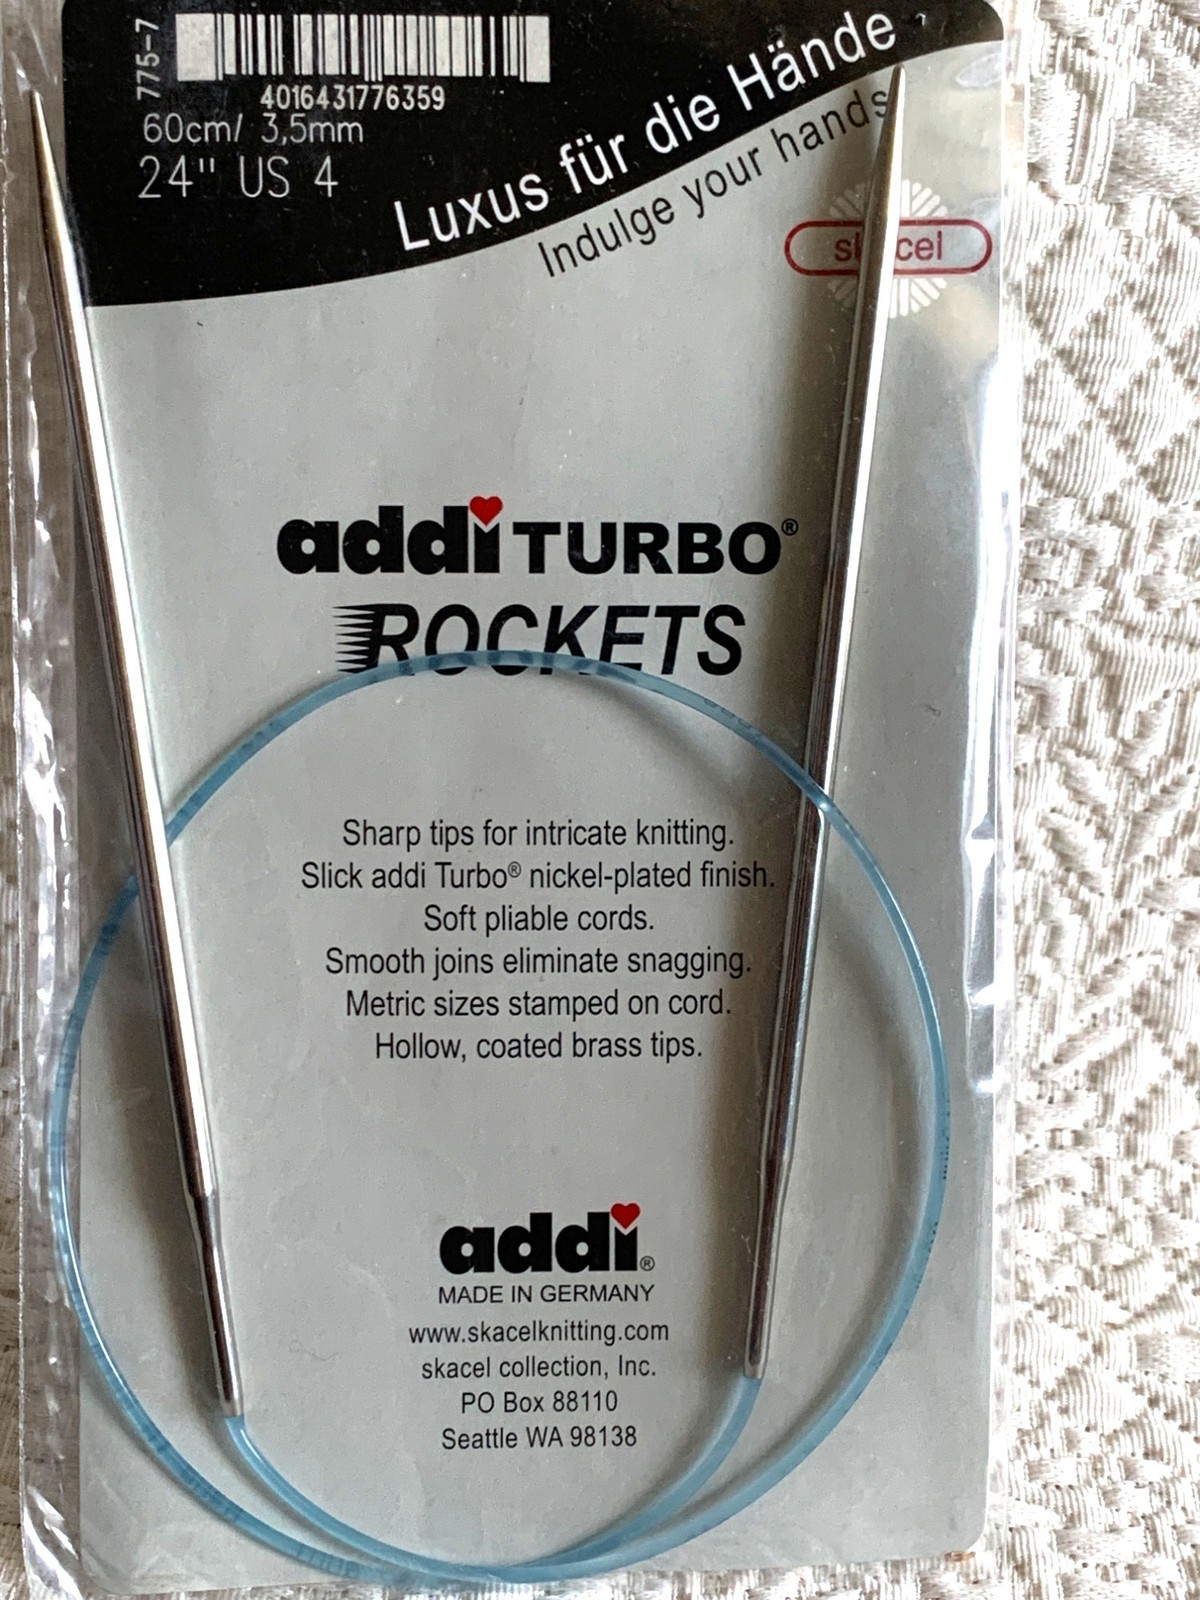 775-7
4016431776359
60cm/ 3,5mm
24" US 4
Luxus für die Hände
Indulge your hands
addi TURBO®
ROCKETS
Sharp tips for intricate knitting.
Slick addi Turbo® nickel-plated finish.
Soft pliable cords.
Smooth joins eliminate snagging.
Metric sizes stamped on cord.
Hollow, coated brass tips.
addi®
MADE IN GERMANY
www.skacelknitting.com
skacel collection, Inc.
PO Box 88110
Seattle WA 98138